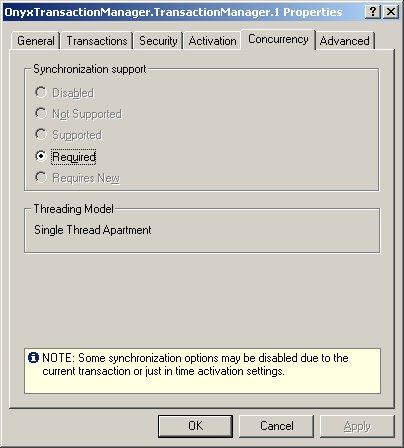 OnyxTransactionManager.TransactionManager.1 Properties
General Transactions Security Activation Concurrency Advanced
Synchronization support
Disabled
Not Supported
Supported
Required
Requires New
Threading Model
Single Thread Apartment
NOTE: Some synchronization options may be disabled due to the
current transaction or just in time activation settings.
OK Cancel Apply